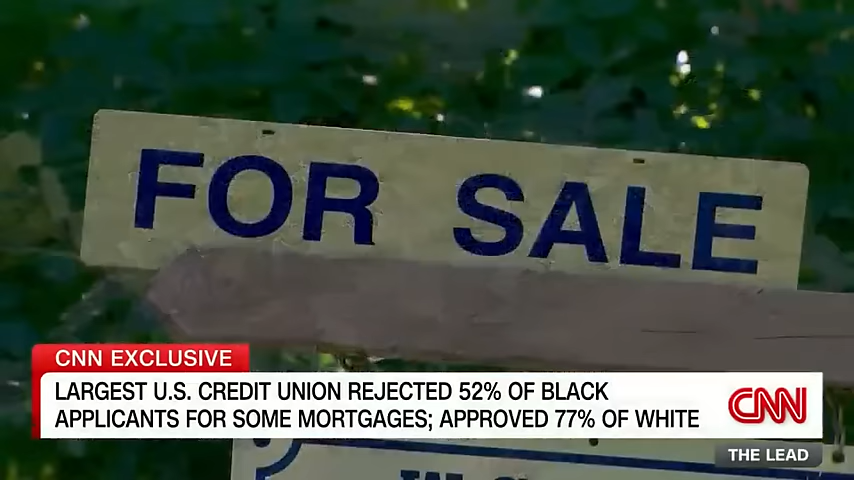 FOR SALE
CNN EXCLUSIVE
LARGEST U.S. CREDIT UNION REJECTED 52% OF BLACK
APPLICANTS FOR SOME MORTGAGES; APPROVED 77% OF WHITE
CNN
THE LEAD